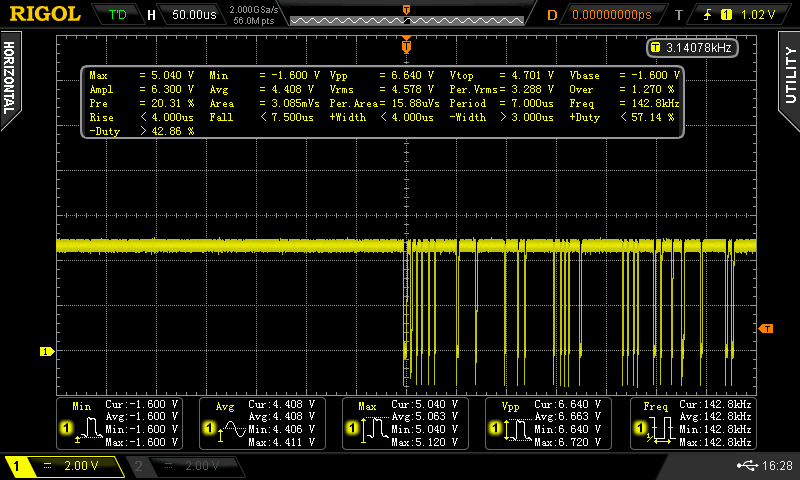 RIGOL T'D H 50.00us 2.000GSa/s 56.0M pts D 0.00000000ps T 1 1.02 V
HORIZONTAL
UTILITY
T 3.14078kHz
Max = 5.040 V Min = -1.600 V Vpp = 6.640 V Vtop = 4.701 V Vbase = -1.600 V
Ampl = 6.300 V Avg = 4.408 V Vrms = 4.578 V Per.Vrms= 3.288 V Over = 1.270 %
Pre = 20.31 % Area = 3.085mVs Per.Area= 15.88uVs Period = 7.000us Freq = 142.8kHz
Rise < 4.000us Fall < 7.500us +Width < 4.000us -Width > 3.000us +Duty < 57.14 %
-Duty > 42.86 %
T
T
1
Min Cur:-1.600 V Avg Cur:4.408 V Max Cur:5.040 V Vpp Cur:6.640 V Freq Cur:142.8kHz
Avg:-1.600 V Avg:4.408 V Avg:5.063 V Avg:6.663 V Avg:142.8kHz
1 Min:-1.600 V 1 Min:4.406 V 1 Min:5.040 V 1 Min:6.640 V 1 Min:142.8kHz
Max:-1.600 V Max:4.411 V Max:5.120 V Max:6.720 V Max:142.8kHz
1 = 2.00 V 2 = 2.00 V 16:28